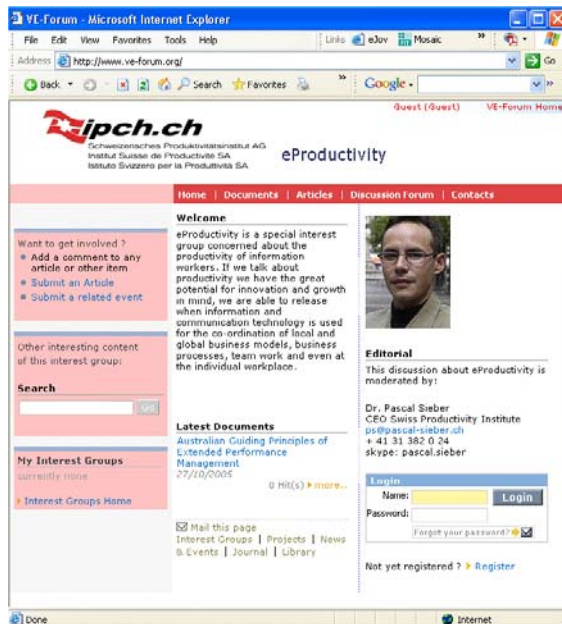 VE-Forum - Microsoft Internet Explorer
File Edit View Favorites Tools Help
Links eJov Mosaic »
Address http://www.ve-forum.org/ Go
Back Search Favorites » Google »
Guest (Guest) VE-Forum Home
ipch.ch
Schweizerisches Produktivitätsinstitut AG
Institut Suisse de Productivité SA
Istituto Svizzero per la Produttività SA
eProductivity
Home | Documents | Articles | Discussion Forum | Contacts
Want to get involved ?
Add a comment to any
article or other item
Submit an Article
Submit a related event
Other interesting content
of this interest group:
Search
Go
My Interest Groups
currently none
Interest Groups Home
Welcome
eProductivity is a special interest
group concerned about the
productivity of information
workers. If we talk about
productivity we have the great
potential for innovation and growth
in mind, we are able to release
when information and
communication technology is used
for the co-ordination of local and
global business models, business
processes, team work and even at
the individual workplace.
Latest Documents
Australian Guiding Principles of
Extended Performance
Management
27/10/2005
0 Hit(s) more..
Mail this page
Interest Groups | Projects | News
& Events | Journal | Library
Editorial
This discussion about eProductivity is
moderated by:
Dr. Pascal Sieber
CEO Swiss Productivity Institute
ps@pascal-sieber.ch
+ 41 31 382 0 24
skype: pascal.sieber
Login
Name: Login
Password:
Forgot your password?
Not yet registered ? Register
Done Internet